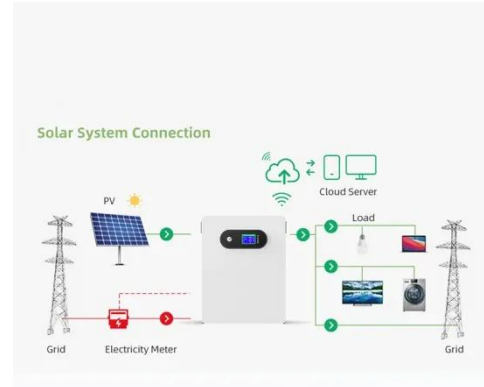 Solar System Connection
Cloud Server
PV
Load
Grid
Electricity Meter
Grid